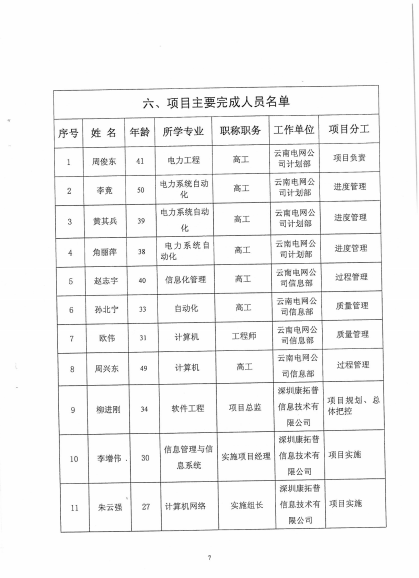 六、项目主要完成人员名单
序号 姓名 年龄 所学专业 职称职务 工作单位 项目分工
1 周俊东 41 电力工程 高工 云南电网公司计划部 项目负责
2 李竟 50 电力系统自动化 高工 云南电网公司计划部 进度管理
3 黄其兵 39 电力系统自动化 高工 云南电网公司计划部 进度管理
4 角丽萍 38 电力系统自动化 高工 云南电网公司计划部 进度管理
5 赵志宇 40 信息化管理 高工 云南电网公司信息部 过程管理
6 孙北宁 33 自动化 高工 云南电网公司信息部 质量管理
7 欧伟 31 计算机 工程师 云南电网公司信息部 质量管理
8 周兴东 49 计算机 高工 云南电网公司信息部 过程管理
9 柳进刚 34 软件工程 项目总监 深圳康拓普信息技术有限公司 项目规划、总体把控
10 李增伟 30 信息管理与信息系统 实施项目经理 深圳康拓普信息技术有限公司 项目实施
11 朱云强 27 计算机网络 实施组长 深圳康拓普信息技术有限公司 项目实施
7